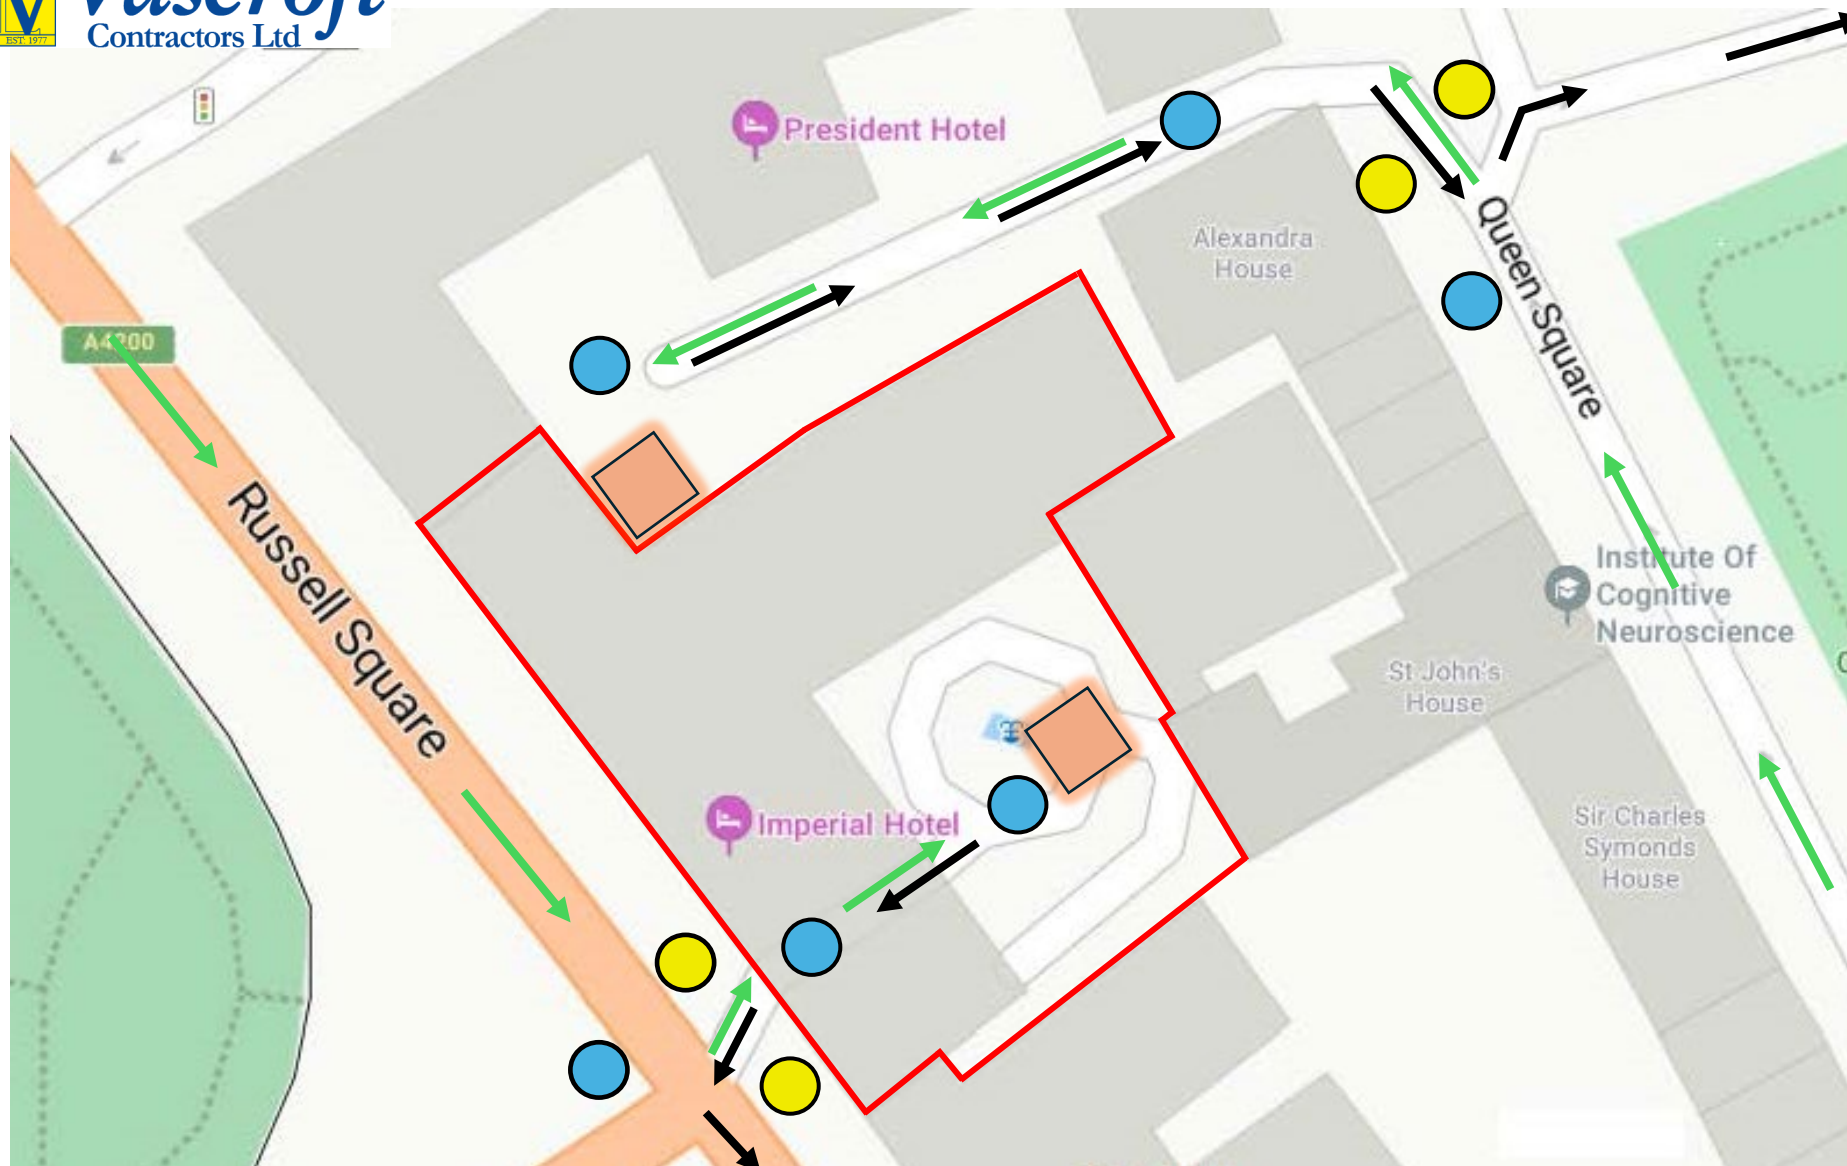 Vascroft
Contractors Ltd
EST. 1977
President Hotel
Alexandra
House
Queen Square
A4200
Russell Square
Institute Of
Cognitive
Neuroscience
St John's
House
Imperial Hotel
Sir Charles
Symonds
House